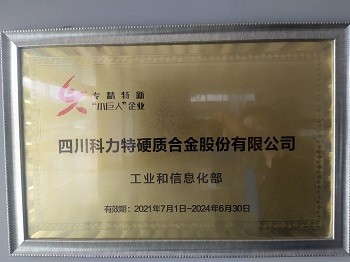 专精特新
“小巨人”企业
四川科力特硬质合金股份有限公司
工业和信息化部
有效期：2021年7月1日~2024年6月30日